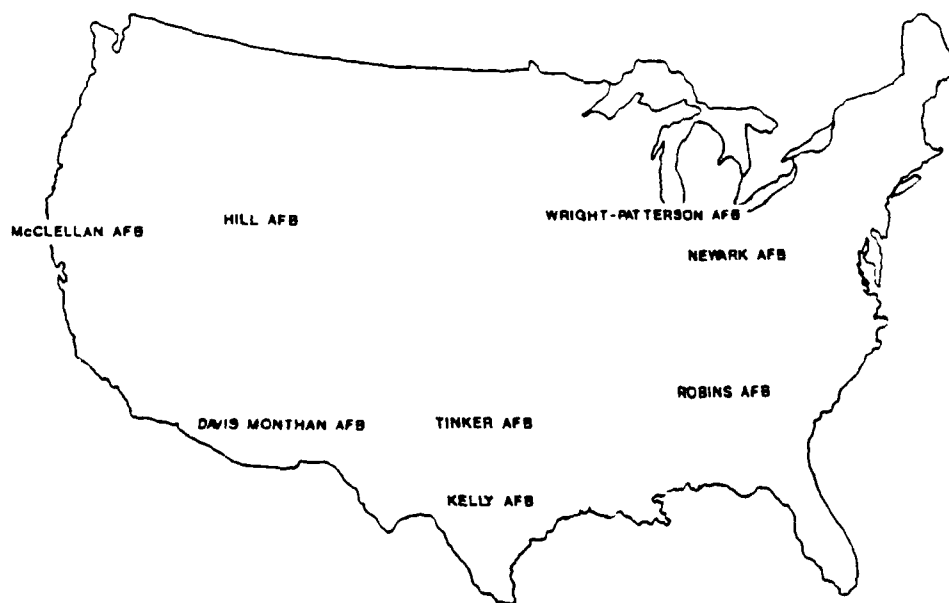 WRIGHT-PATTERSON AFB
McCLELLAN AFB
HILL AFB
NEWARK AFB
ROBINS AFB
DAVIS MONTHAN AFB
TINKER AFB
KELLY AFB